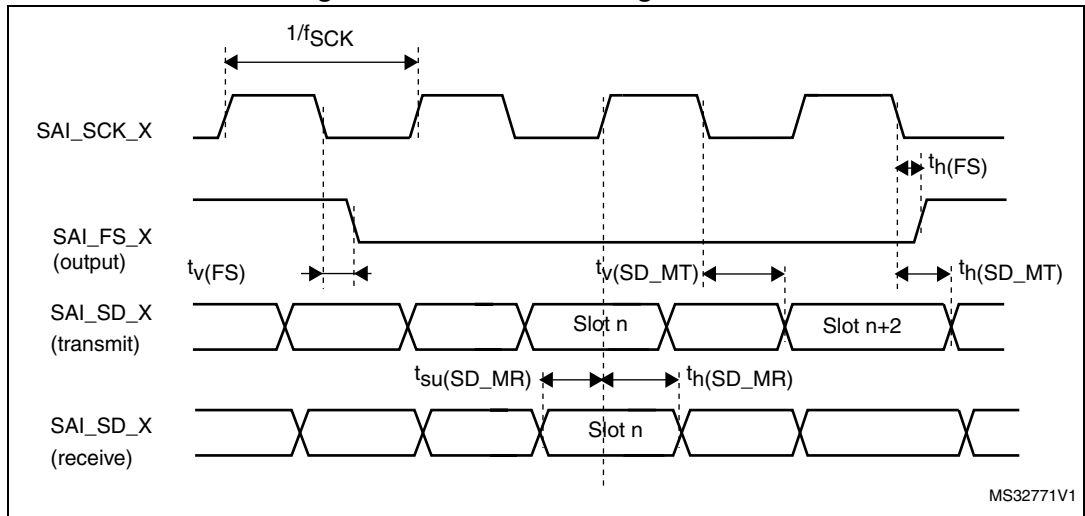 1/fSCK
SAI_SCK_X
th(FS)
SAI_FS_X
(output)
tv(FS)
tv(SD_MT)
th(SD_MT)
SAI_SD_X
(transmit)
Slot n
Slot n+2
tsu(SD_MR)
th(SD_MR)
SAI_SD_X
(receive)
Slot n
MS32771V1